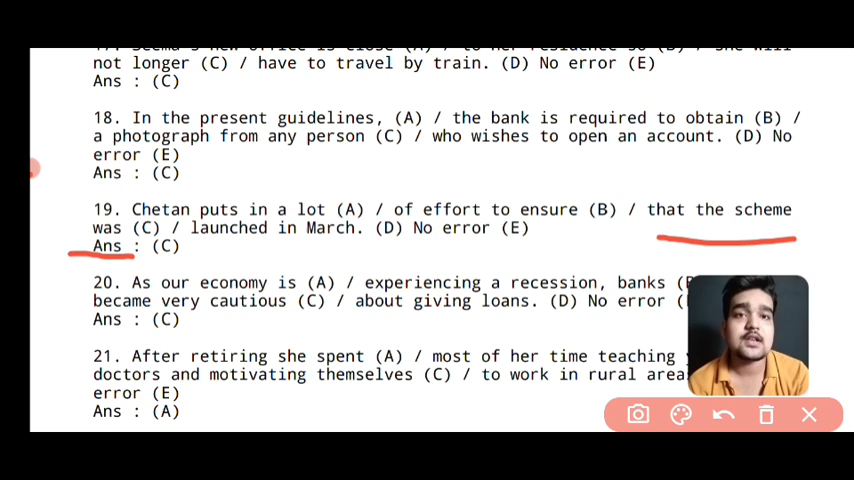 not longer (C) / have to travel by train. (D) No error (E)
Ans : (C)
18. In the present guidelines, (A) / the bank is required to obtain (B) /
a photograph from any person (C) / who wishes to open an account. (D) No
error (E)
Ans : (C)
19. Chetan puts in a lot (A) / of effort to ensure (B) / that the scheme
was (C) / launched in March. (D) No error (E)
Ans : (C)
20. As our economy is (A) / experiencing a recession, banks
became very cautious (C) / about giving loans. (D) No error
Ans : (C)
21. After retiring she spent (A) / most of her time teaching
doctors and motivating themselves (C) / to work in rural
error (E)
Ans : (A)